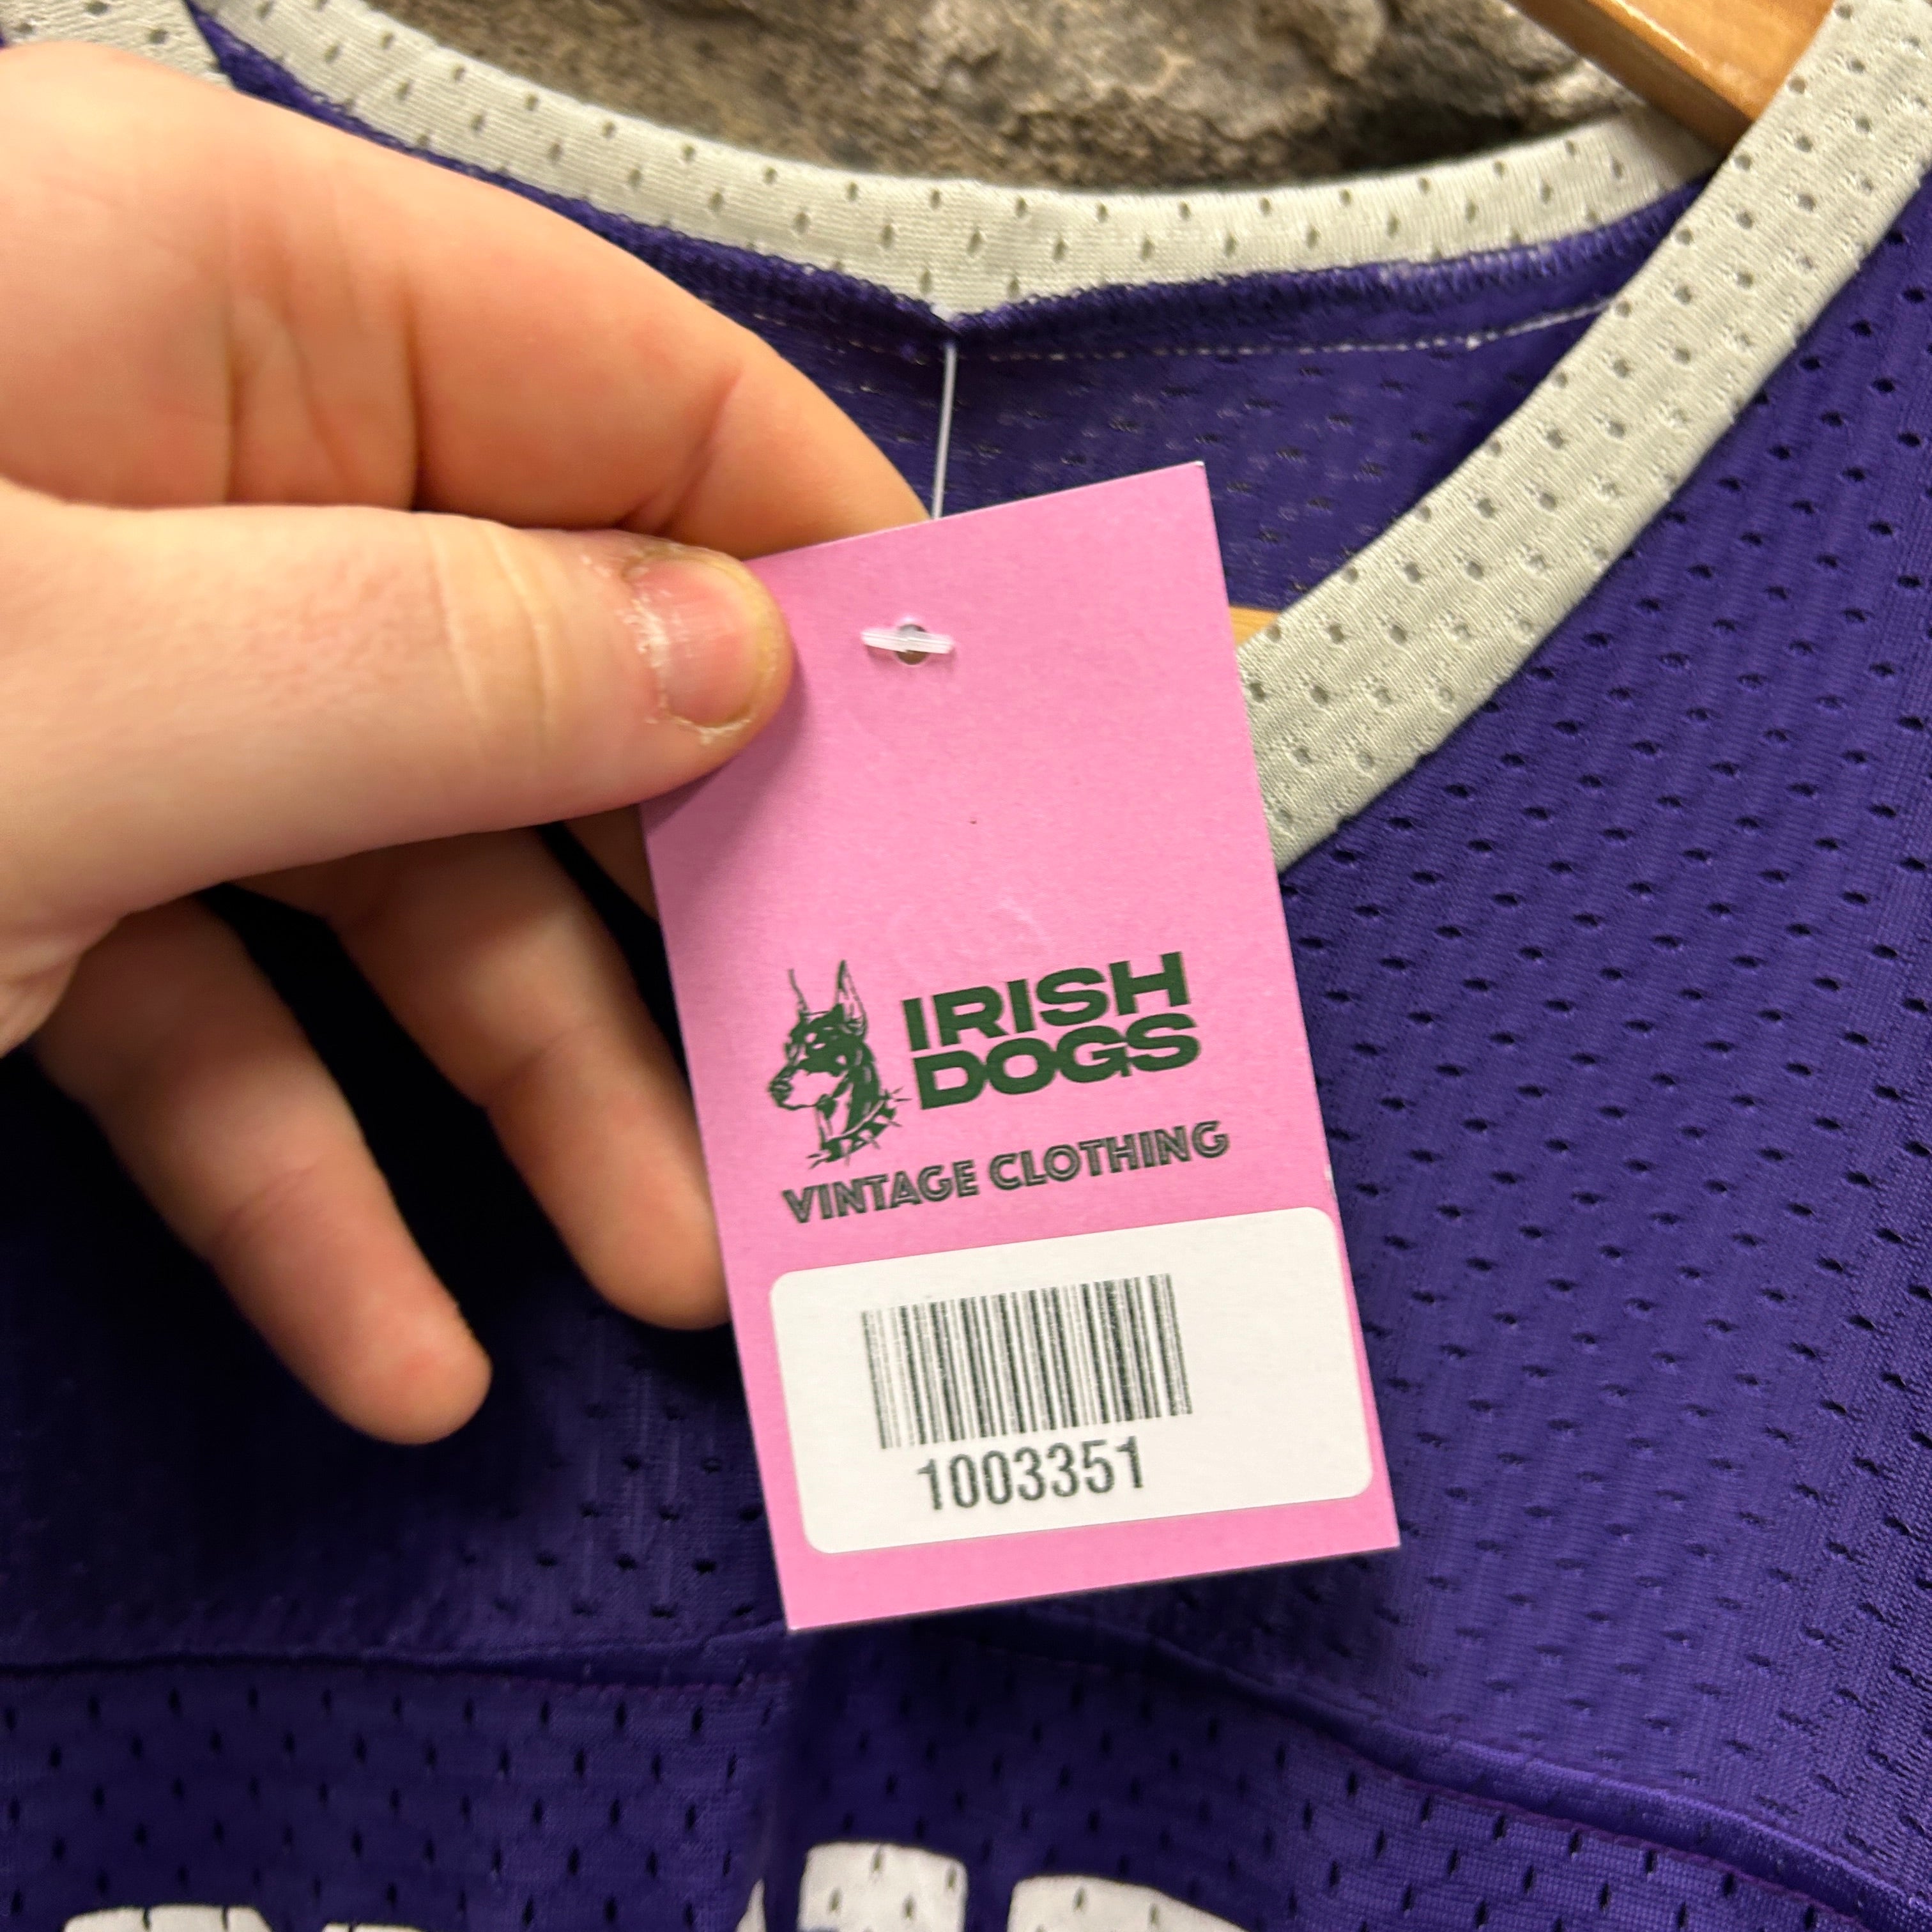 IRISH
DOGS
VINTAGE CLOTHING
1003351